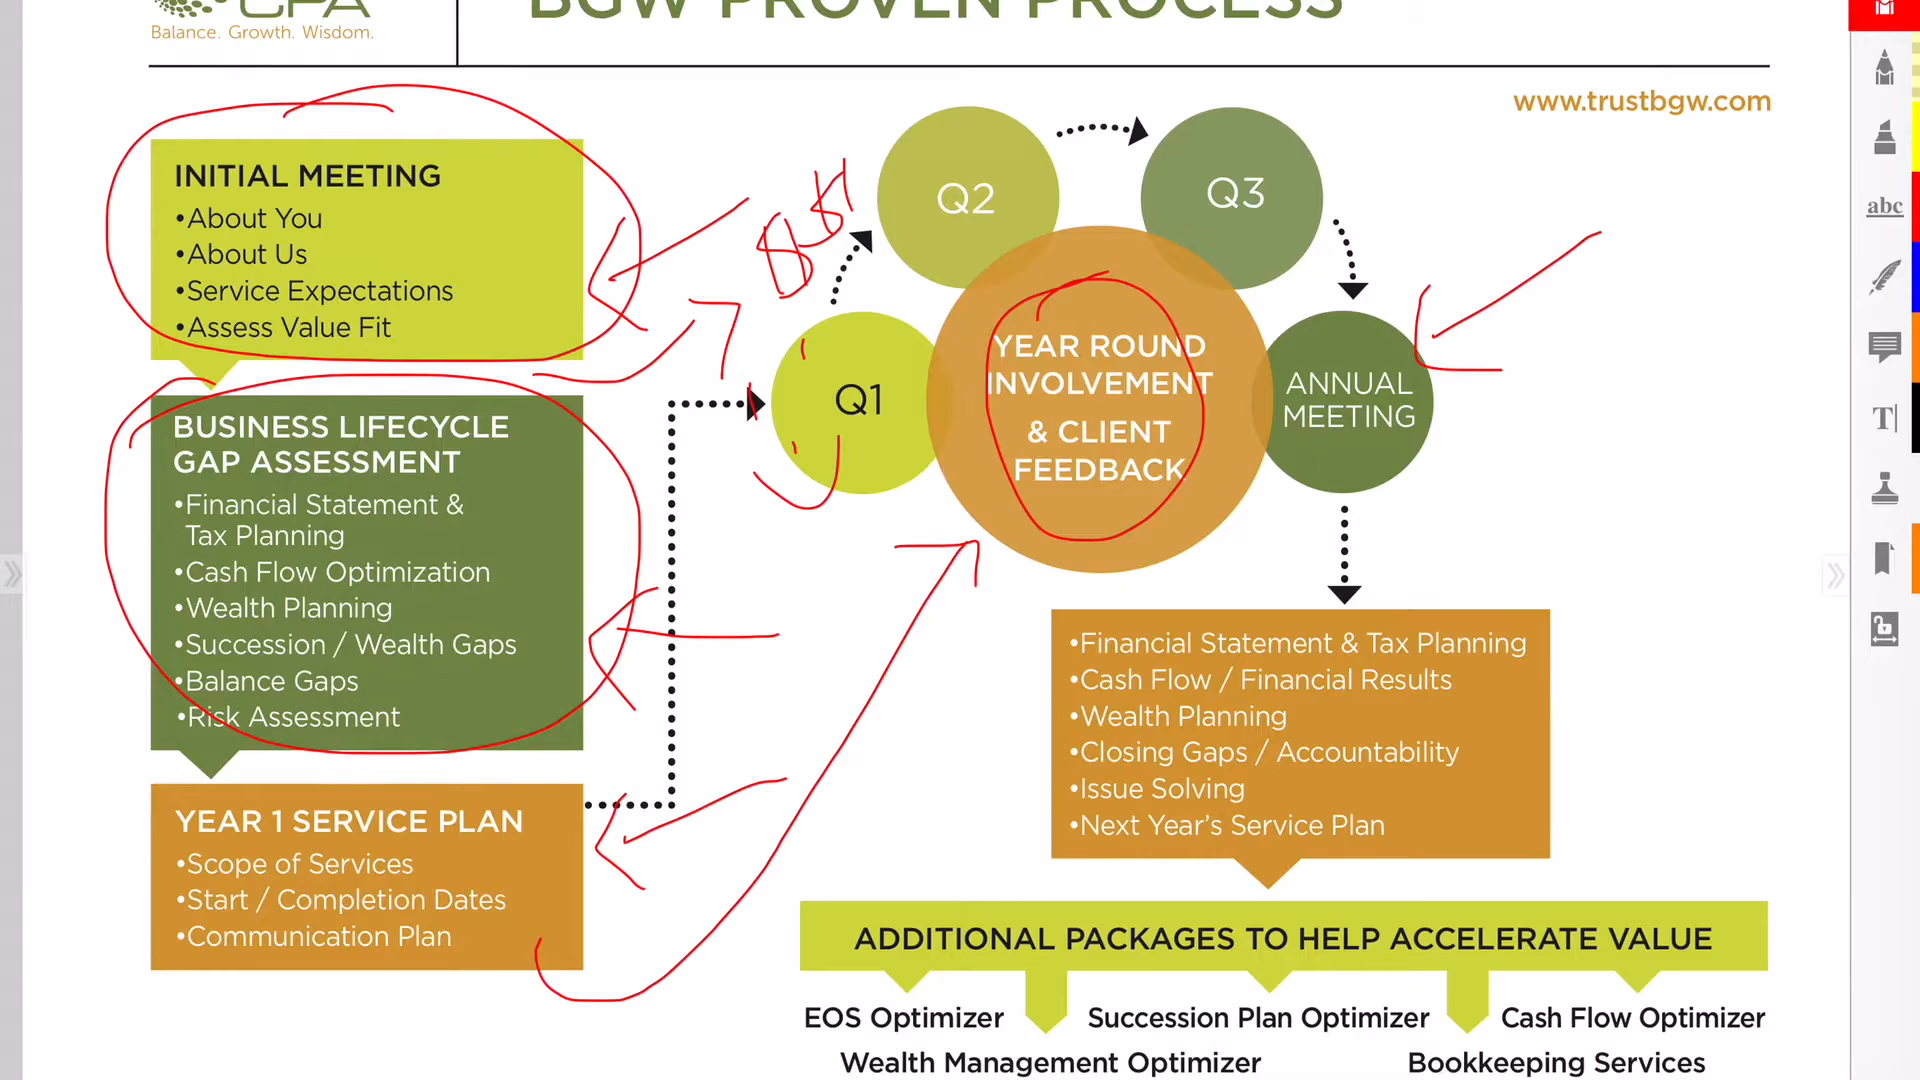 CPA
Balance. Growth. Wisdom.
BGW PROVEN PROCESS
www.trustbgw.com
INITIAL MEETING
•About You
•About Us
•Service Expectations
•Assess Value Fit
BUSINESS LIFECYCLE
GAP ASSESSMENT
•Financial Statement &
Tax Planning
•Cash Flow Optimization
•Wealth Planning
•Succession / Wealth Gaps
•Balance Gaps
•Risk Assessment
YEAR 1 SERVICE PLAN
•Scope of Services
•Start / Completion Dates
•Communication Plan
Q1
Q2
Q3
YEAR ROUND
INVOLVEMENT
& CLIENT
FEEDBACK
ANNUAL
MEETING
•Financial Statement & Tax Planning
•Cash Flow / Financial Results
•Wealth Planning
•Closing Gaps / Accountability
•Issue Solving
•Next Year's Service Plan
ADDITIONAL PACKAGES TO HELP ACCELERATE VALUE
EOS Optimizer
Succession Plan Optimizer
Cash Flow Optimizer
Wealth Management Optimizer
Bookkeeping Services
abc
T